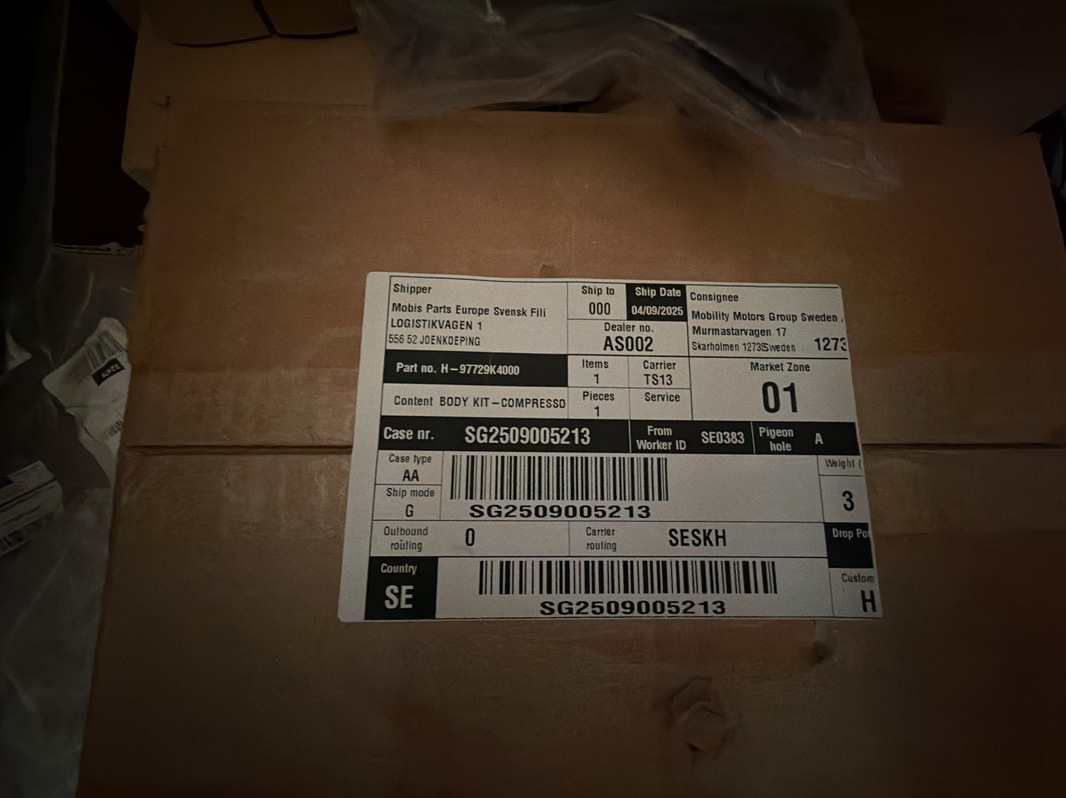 Shipper
Mobis Parts Europe Svensk Fili
LOGISTIKVAGEN 1
556 52 JOENKOEPING
Ship to
000
Ship Date
04/09/2025
Dealer no.
AS002
Consignee
Mobility Motors Group Sweden
Murmastarvagen 17
Skarholmen 1273 Sweden 1273
Part no. H-97729K4000
Items
1
Carrier
TS13
Market Zone
01
Content BODY KIT-COMPRESSO
Pieces
1
Service
Case nr. SG2509005213
From
Worker ID
SE0383
Pigeon
hole
A
Case type
AA
SG2509005213
Weight
3
Ship mode
G
Outbound
routing
0
Carrier
routing
SESKH
Drop Poi
Country
SE
SG2509005213
Custom
H